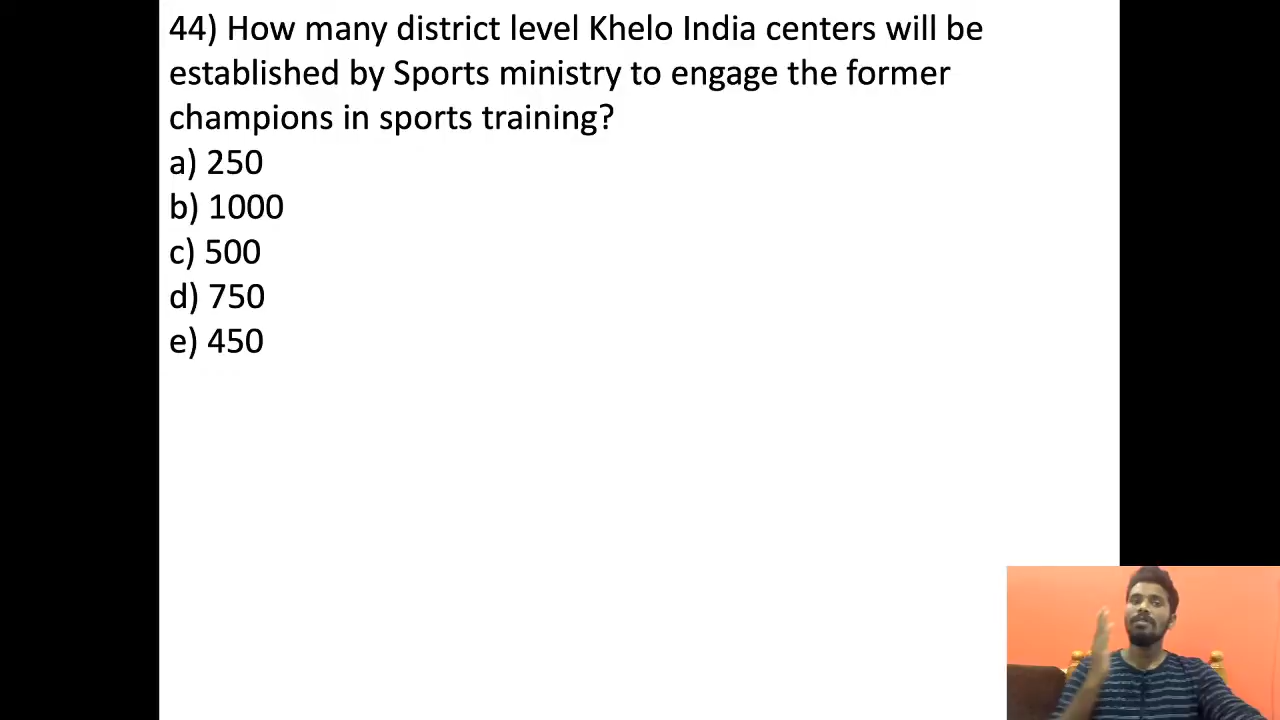 44) How many district level Khelo India centers will be
established by Sports ministry to engage the former
champions in sports training?
a) 250
b) 1000
c) 500
d) 750
e) 450